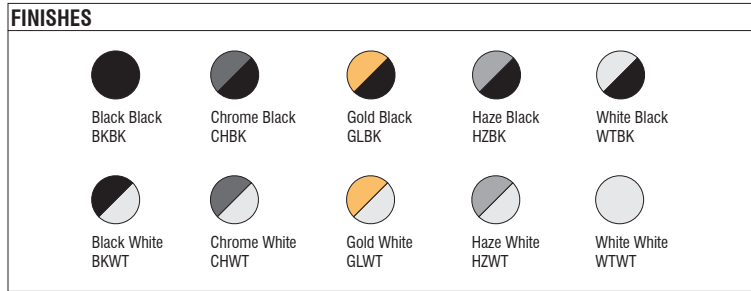 FINISHES
Black Black
BKBK
Chrome Black
CHBK
Gold Black
GLBK
Haze Black
HZBK
White Black
WTBK
Black White
BKWT
Chrome White
CHWT
Gold White
GLWT
Haze White
HZWT
White White
WTWT